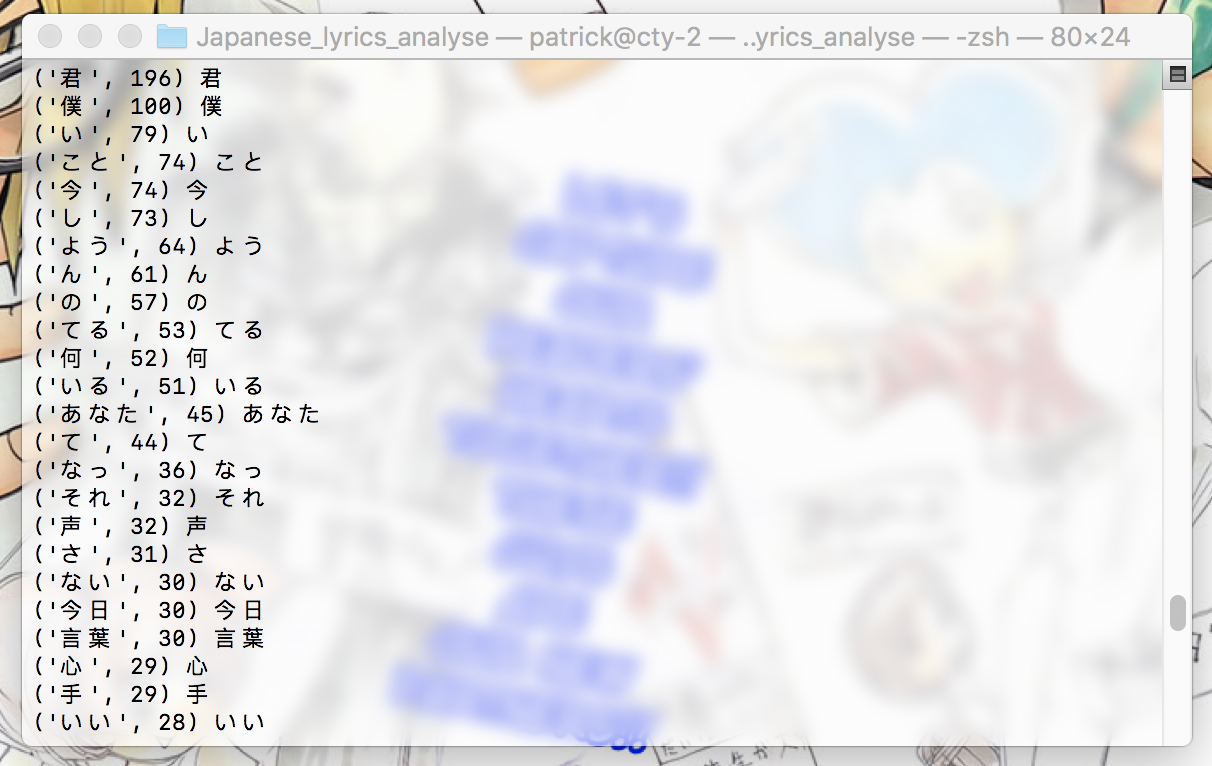 Japanese_lyrics_analyse — patrick@cty-2 — ..yrics_analyse — -zsh — 80×24
('君', 196) 君
('僕', 100) 僕
('い', 79) い
('こと', 74) こと
('今', 74) 今
('し', 73) し
('よう', 64) よう
('ん', 61) ん
('の', 57) の
('てる', 53) てる
('何', 52) 何
('いる', 51) いる
('あなた', 45) あなた
('て', 44) て
('なっ', 36) なっ
('それ', 32) それ
('声', 32) 声
('さ', 31) さ
('ない', 30) ない
('今日', 30) 今日
('言葉', 30) 言葉
('心', 29) 心
('手', 29) 手
('いい', 28) いい